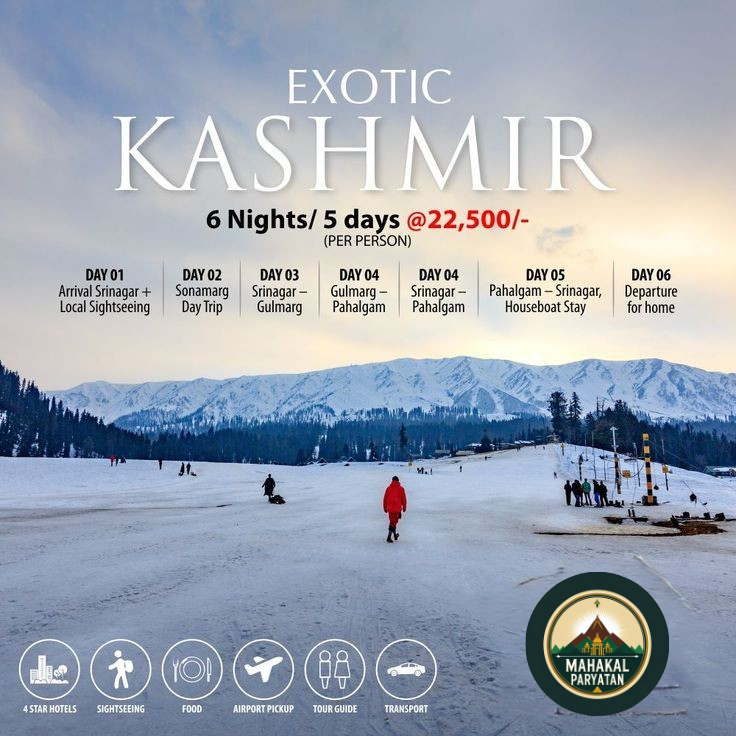 EXOTIC
KASHMIR
6 Nights/ 5 days @22,500/-
(PER PERSON)
DAY 01
Arrival Srinagar +
Local Sightseeing
DAY 02
Sonamarg
Day Trip
DAY 03
Srinagar –
Gulmarg
DAY 04
Gulmarg –
Pahalgam
DAY 04
Srinagar –
Pahalgam
DAY 05
Pahalgam – Srinagar,
Houseboat Stay
DAY 06
Departure
for home
4 STAR HOTELS
SIGHTSEEING
FOOD
AIRPORT PICKUP
TOUR GUIDE
TRANSPORT
MAHAKAL
PARYATAN